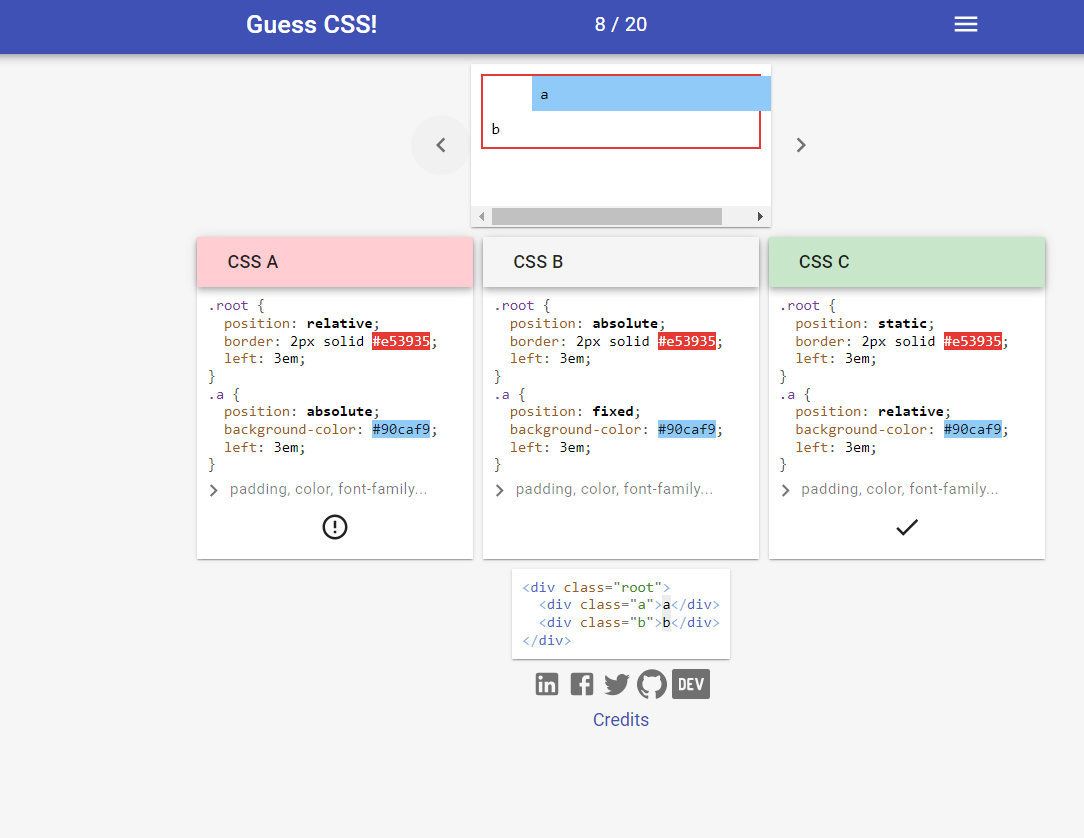 Guess CSS!
8 / 20
a
b
CSS A
.root {
  position: relative;
  border: 2px solid #e53935;
  left: 3em;
}
.a {
  position: absolute;
  background-color: #90caf9;
  left: 3em;
}
padding, color, font-family...
CSS B
.root {
  position: absolute;
  border: 2px solid #e53935;
  left: 3em;
}
.a {
  position: fixed;
  background-color: #90caf9;
  left: 3em;
}
padding, color, font-family...
CSS C
.root {
  position: static;
  border: 2px solid #e53935;
  left: 3em;
}
.a {
  position: relative;
  background-color: #90caf9;
  left: 3em;
}
padding, color, font-family...
<div class="root">
  <div class="a">a</div>
  <div class="b">b</div>
</div>
in
f
DEV
Credits